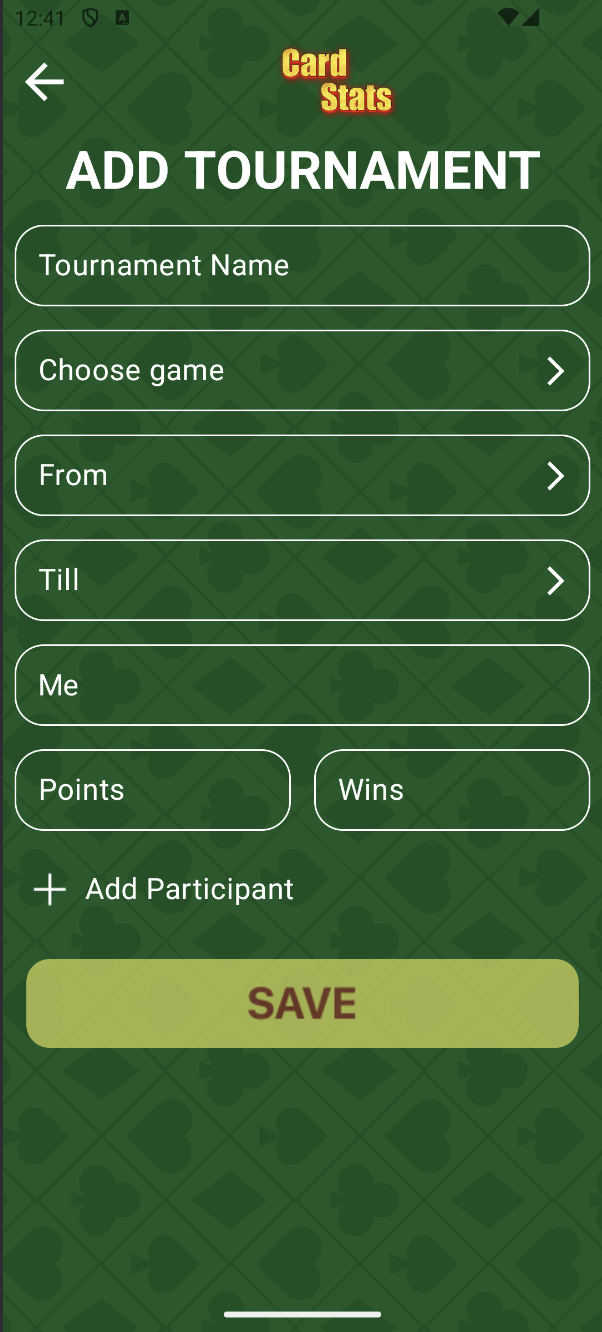 12:41
Card
Stats
ADD TOURNAMENT
Tournament Name
Choose game
From
Till
Me
Points Wins
Add Participant
SAVE